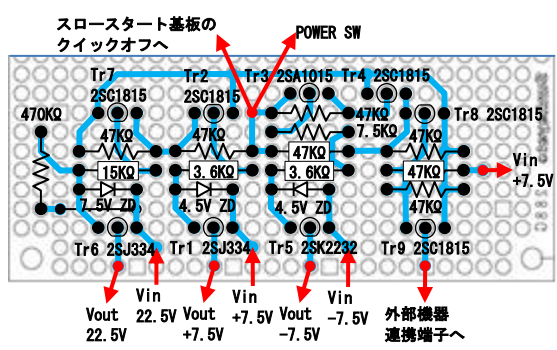 スロースタート基板の
クイックオフへ
POWER SW
Tr7
Tr2
Tr3 2SA1015
Tr4 2SC1815
2SC1815
2SC1815
470KΩ
47KΩ
47KΩ
47KΩ
7.5KΩ
47KΩ
Tr8 2SC1815
15KΩ
3.6KΩ
47KΩ
3.6KΩ
47KΩ
Vin
+7.5V
7.5V ZD
4.5V ZD
4.5V ZD
47KΩ
Tr6 2SJ334
Tr1 2SJ334
Tr5 2SK2232
Tr9 2SC1815
Vout
22.5V
Vin
22.5V
Vout
+7.5V
Vin
+7.5V
Vout
-7.5V
Vin
-7.5V
外部機器
連携端子へ